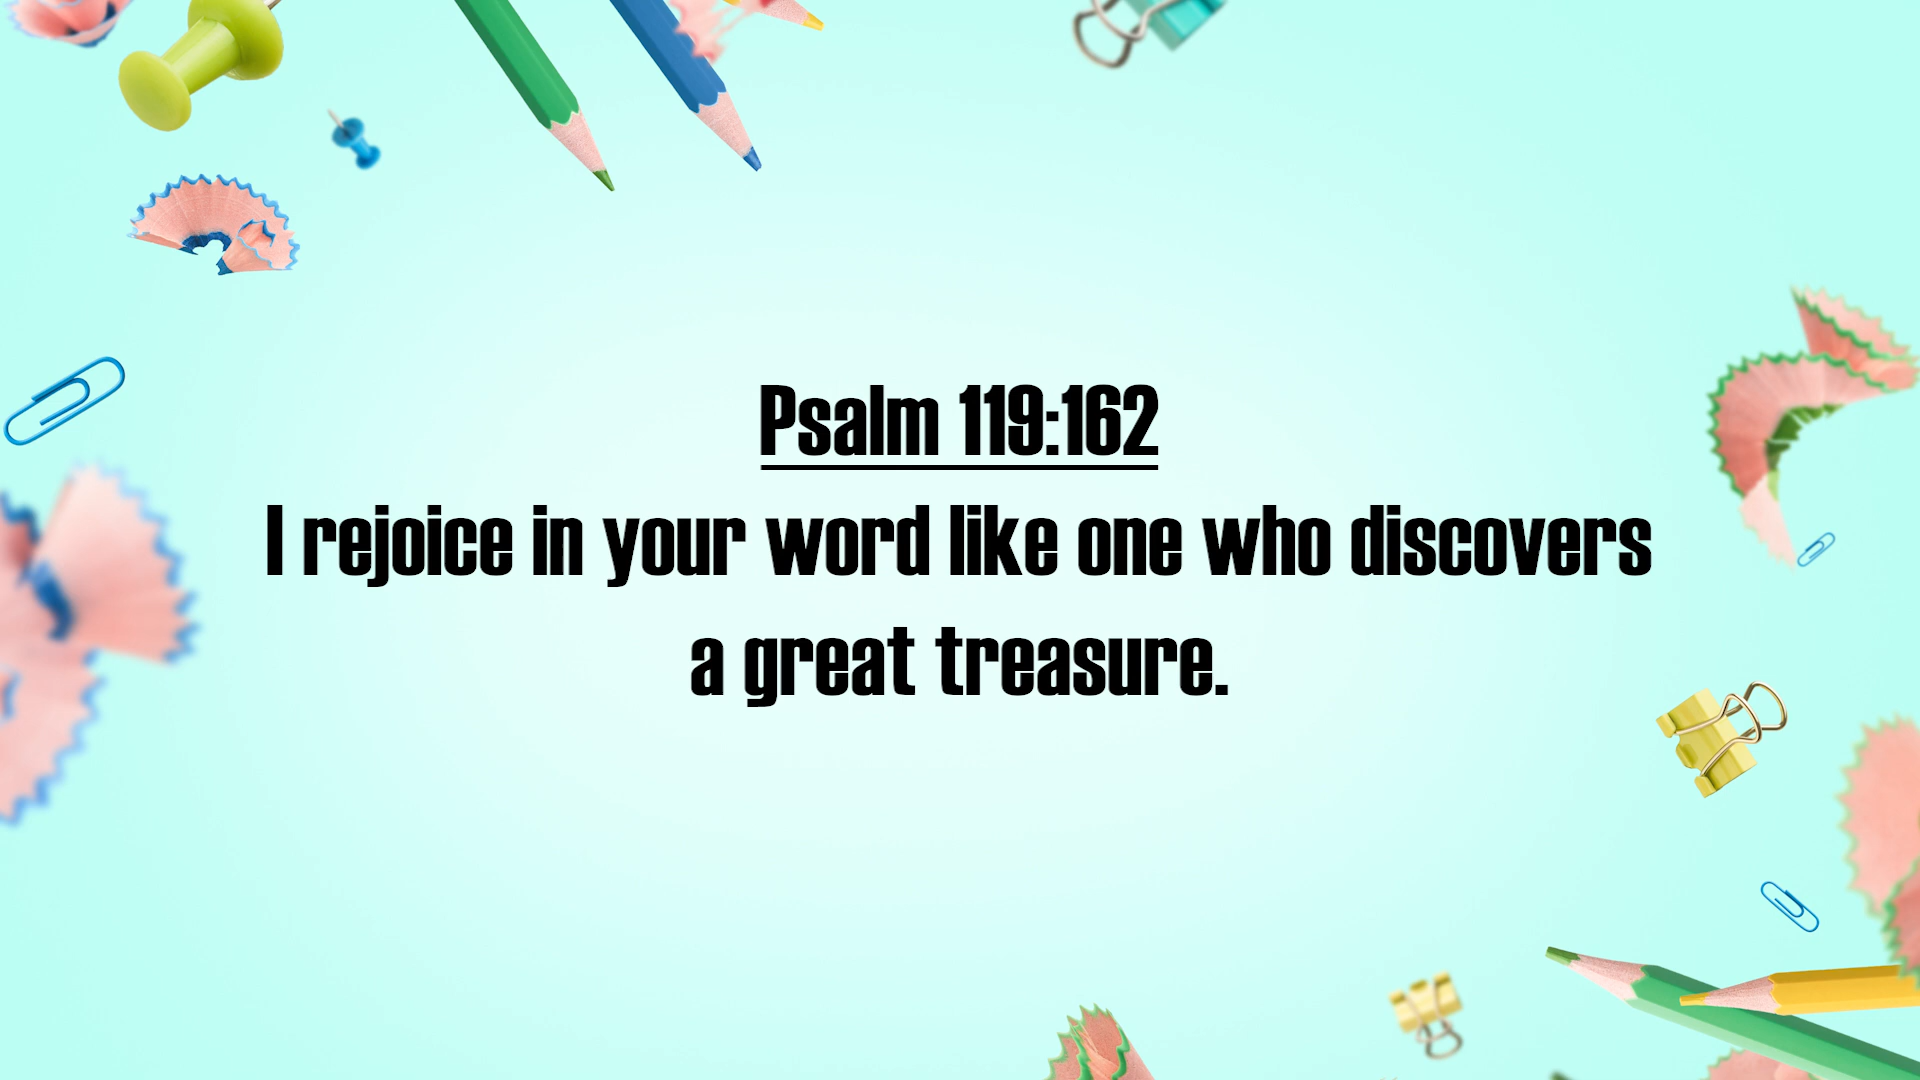 Psalm 119:162
I rejoice in your word like one who discovers
a great treasure.